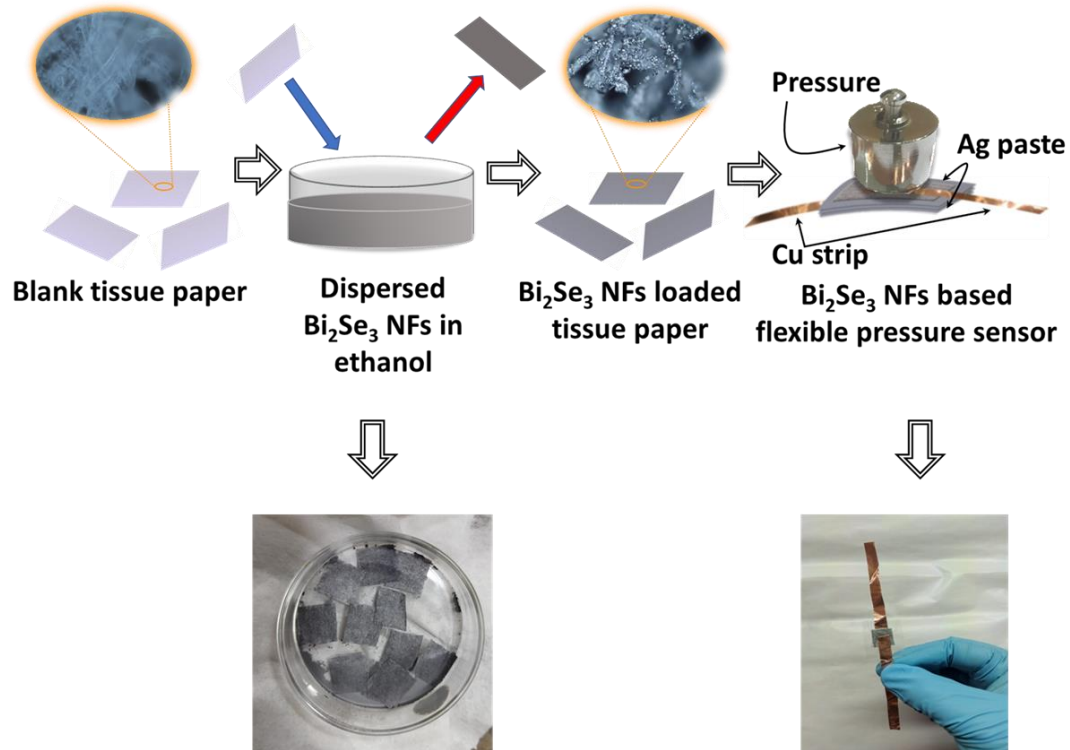 Pressure
Ag paste
Cu strip
Blank tissue paper
Dispersed
Bi₂Se₃ NFs in
ethanol
Bi₂Se₃ NFs loaded
tissue paper
Bi₂Se₃ NFs based
flexible pressure sensor